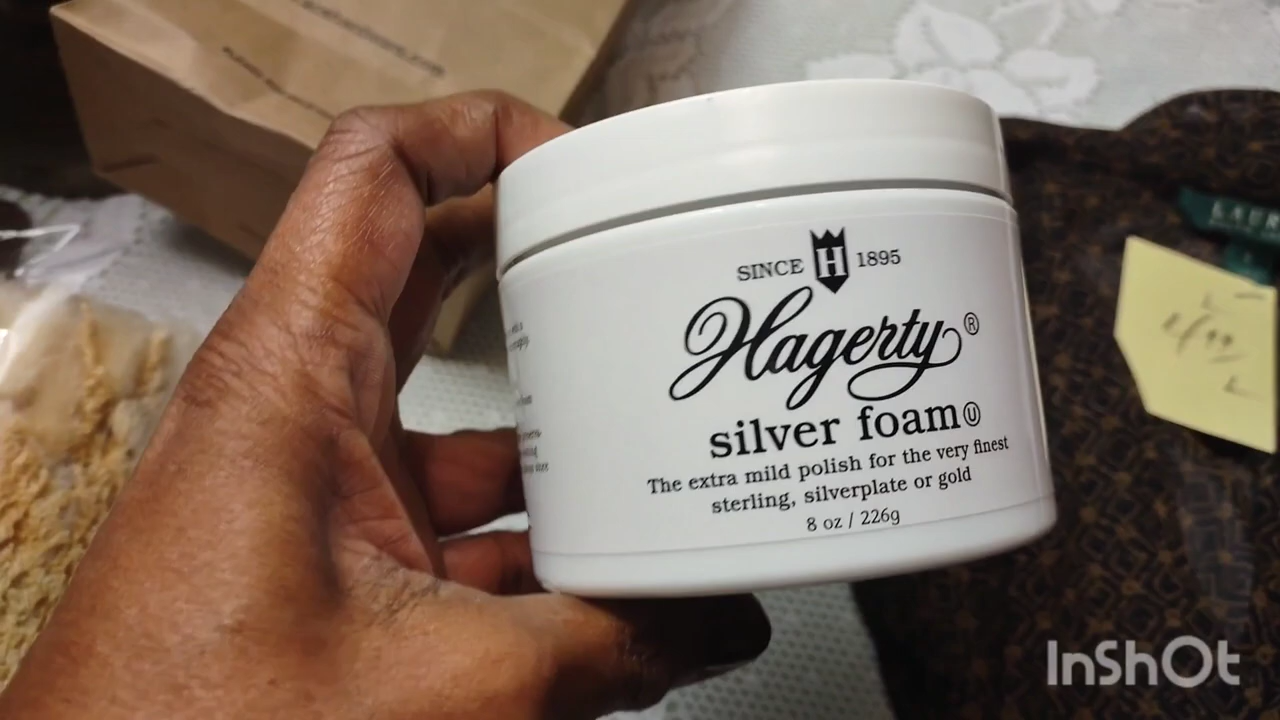 SINCE H 1895
Hagerty®
silver foam Ⓤ
The extra mild polish for the very finest
sterling, silverplate or gold
8 oz / 226g
InShOt